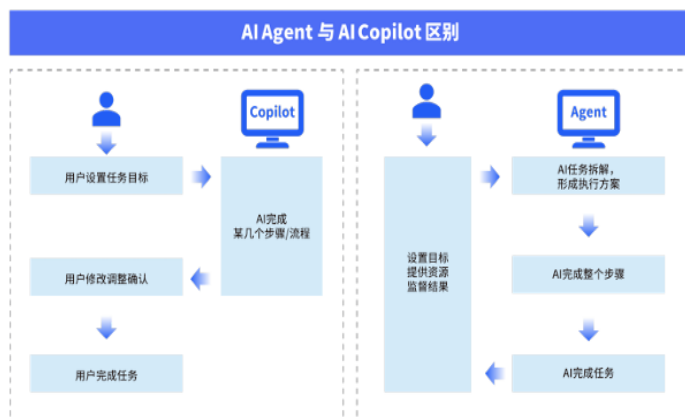 AI Agent 与 AI Copilot 区别
Copilot
用户设置任务目标
AI完成
某几个步骤/流程
用户修改调整确认
用户完成任务
Agent
AI任务拆解，
形成执行方案
设置目标
提供资源
监督结果
AI完成整个步骤
AI完成任务